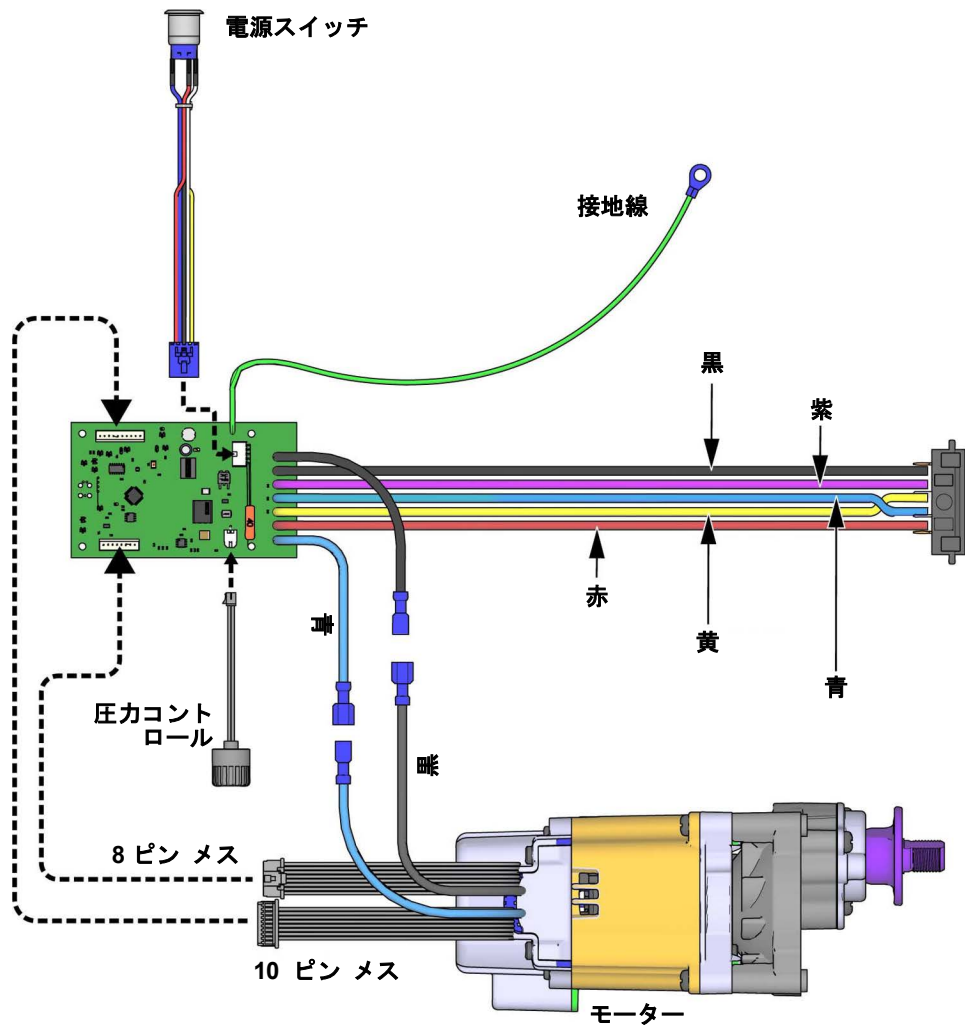 電源スイッチ
接地線
黒
紫
赤
黄
青
青
圧力コント
ロール
黒
8 ピン メス
10 ピン メス
モーター